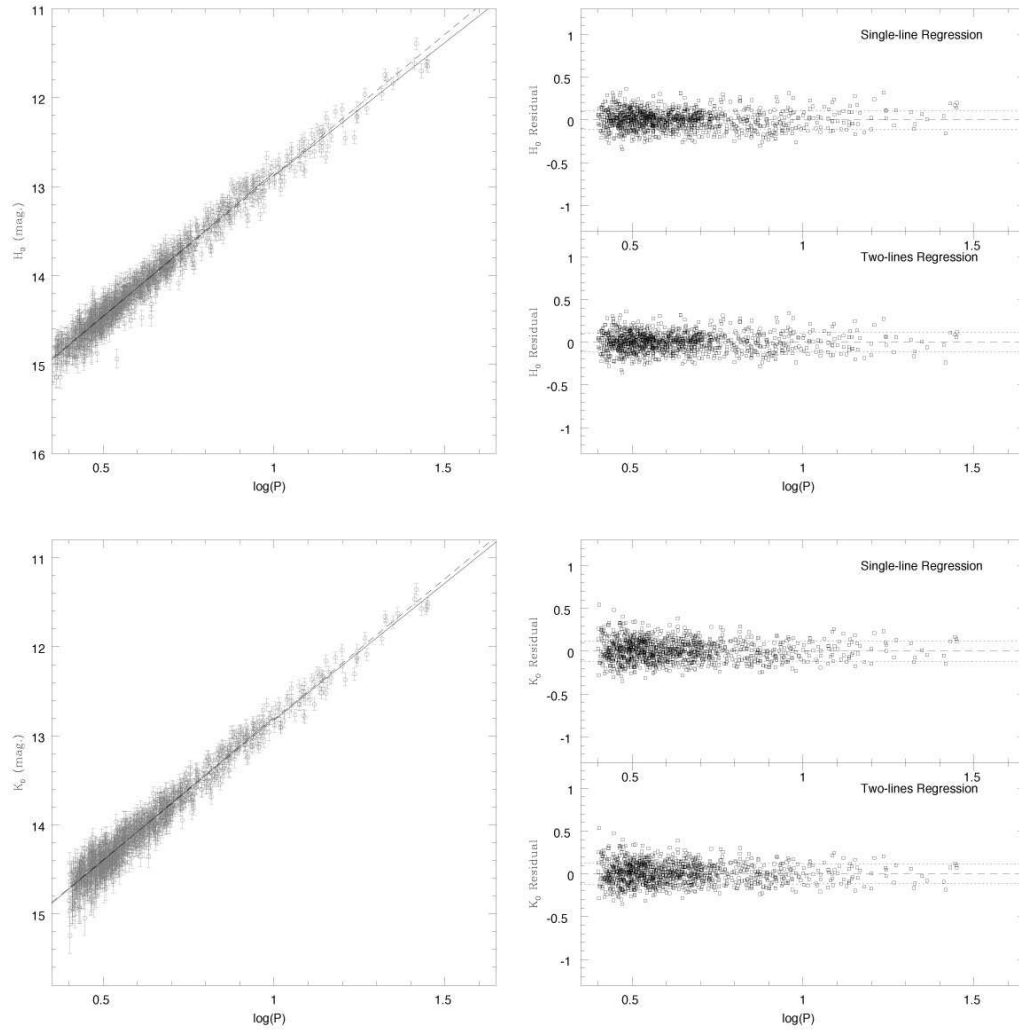 11
12
13
14
15
16
H₀ (mag.)
0.5 1 1.5
log(P)
Single-line Regression
1
0.5
0
-0.5
-1
H₀ Residual
0.5 1 1.5
Two-lines Regression
1
0.5
0
-0.5
-1
H₀ Residual
0.5 1 1.5
log(P)
11
12
13
14
15
K₀ (mag.)
0.5 1 1.5
log(P)
Single-line Regression
1
0.5
0
-0.5
-1
K₀ Residual
0.5 1 1.5
Two-lines Regression
1
0.5
0
-0.5
-1
K₀ Residual
0.5 1 1.5
log(P)